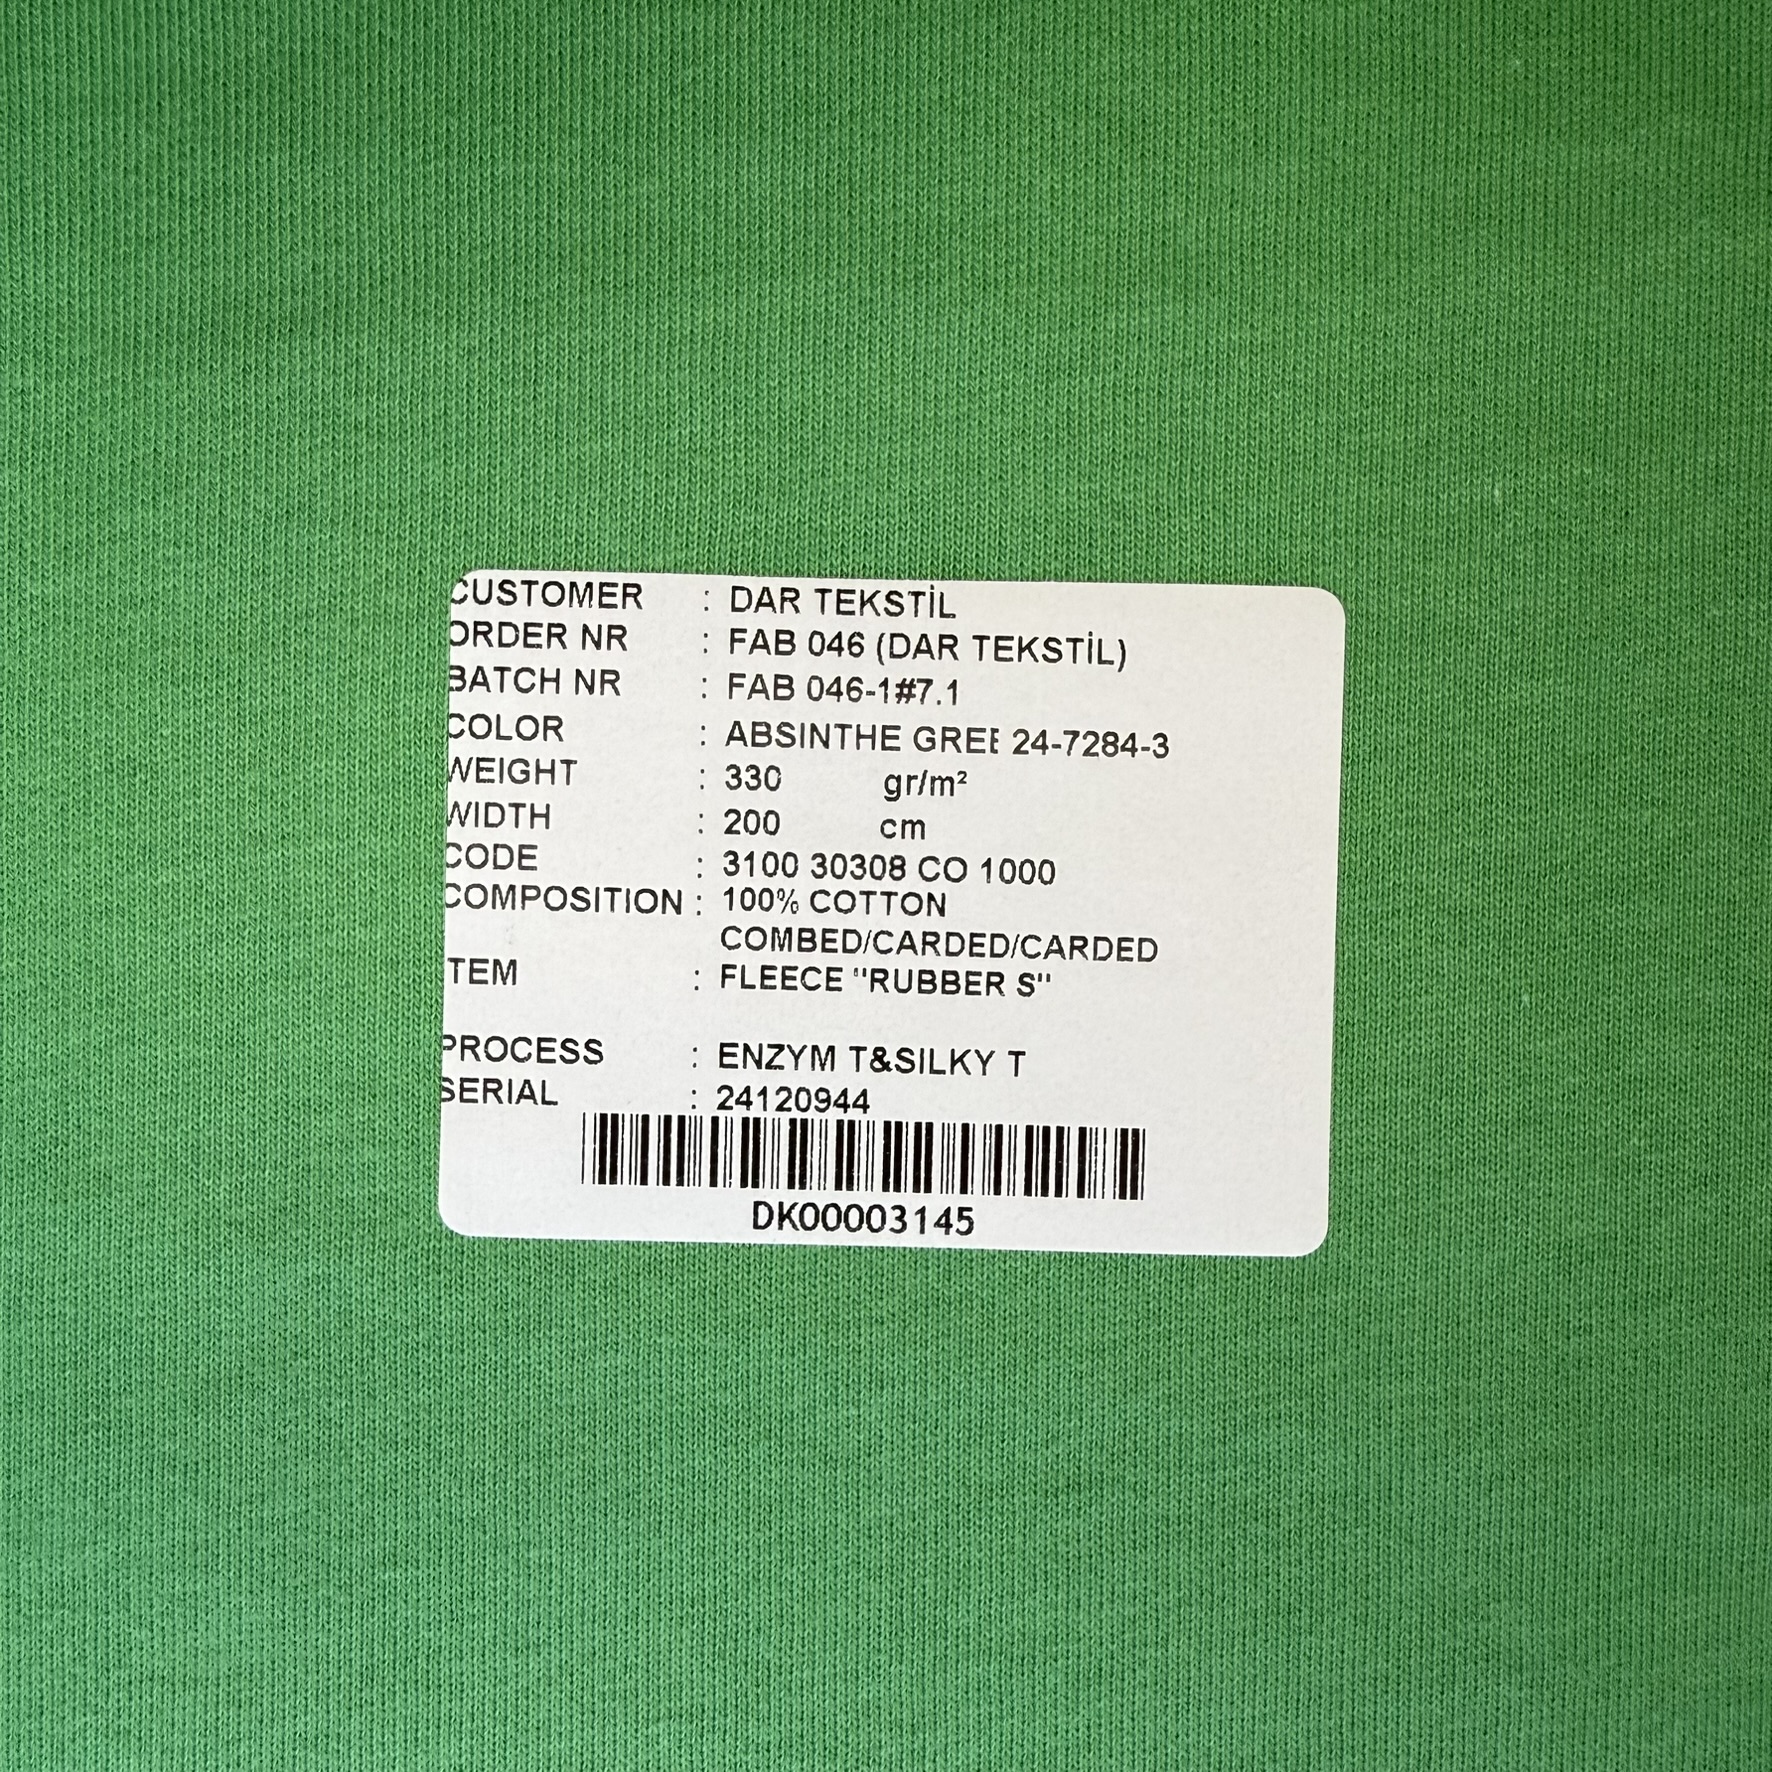 CUSTOMER : DAR TEKSTİL
ORDER NR : FAB 046 (DAR TEKSTİL)
BATCH NR : FAB 046-1#7.1
COLOR : ABSINTHE GREE 24-7284-3
WEIGHT : 330 gr/m²
WIDTH : 200 cm
CODE : 3100 30308 CO 1000
COMPOSITION : 100% COTTON
COMBED/CARDED/CARDED
ITEM : FLEECE "RUBBER S"
PROCESS : ENZYM T&SILKY T
SERIAL : 24120944
DK00003145